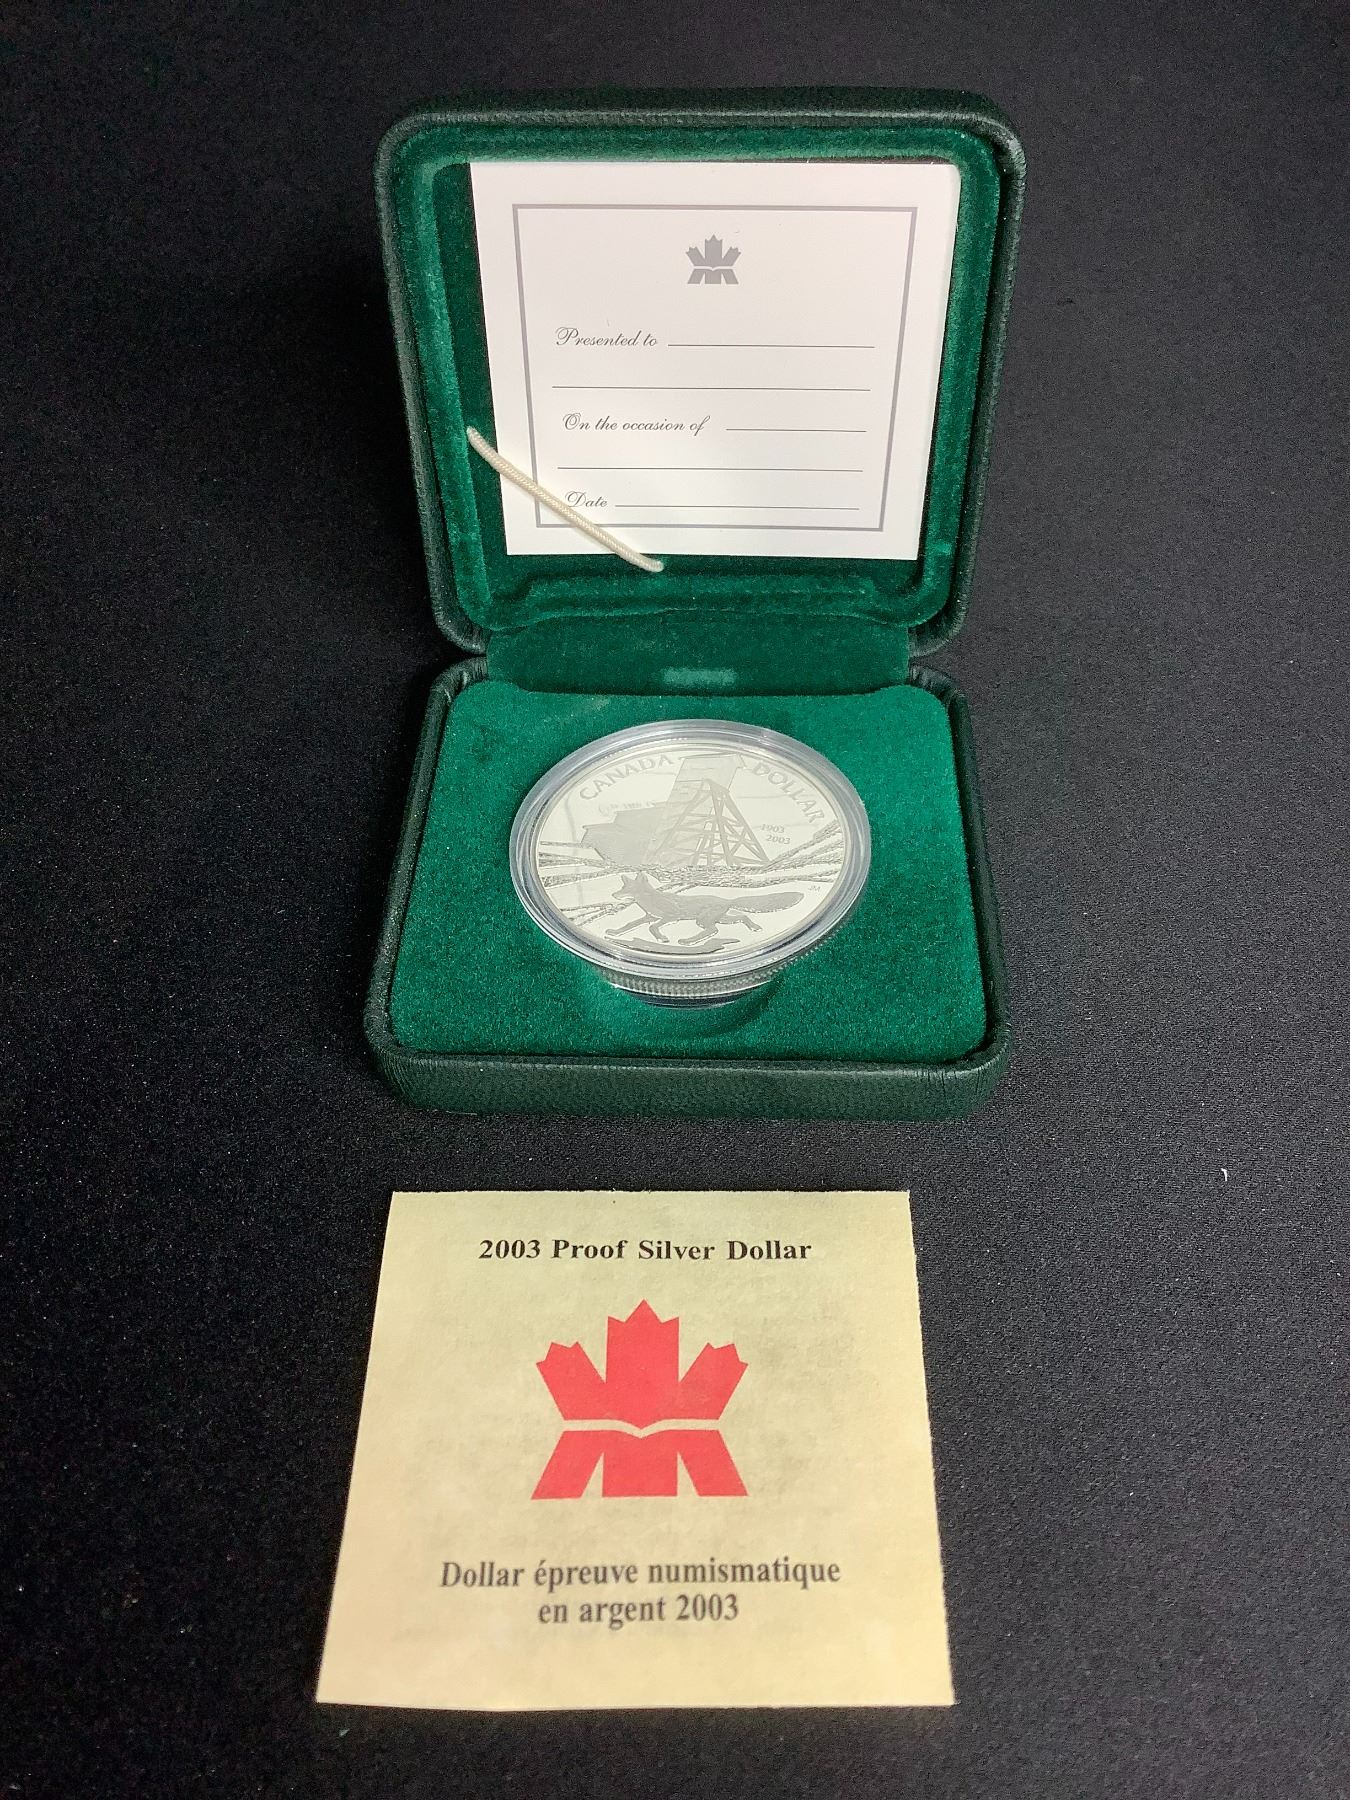 Presented to
On the occasion of
Date
CANADA DOLLAR
1903
2003
JM
2003 Proof Silver Dollar
Dollar épreuve numismatique
en argent 2003